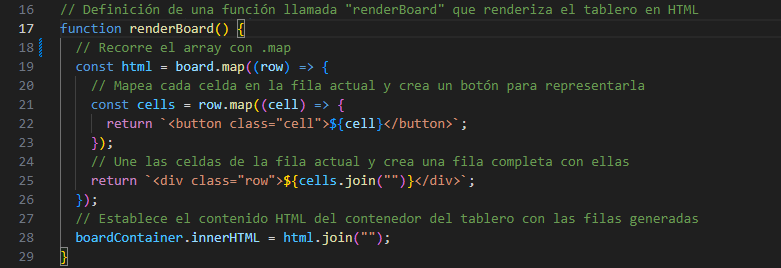 16 // Definición de una función llamada "renderBoard" que renderiza el tablero en HTML
17 function renderBoard() {
18   // Recorre el array con .map
19   const html = board.map((row) => {
20     // Mapea cada celda en la fila actual y crea un botón para representarla
21     const cells = row.map((cell) => {
22       return `<button class="cell">${cell}</button>`;
23     });
24     // Une las celdas de la fila actual y crea una fila completa con ellas
25     return `<div class="row">${cells.join("")}</div>`;
26   });
27   // Establece el contenido HTML del contenedor del tablero con las filas generadas
28   boardContainer.innerHTML = html.join("");
29 }